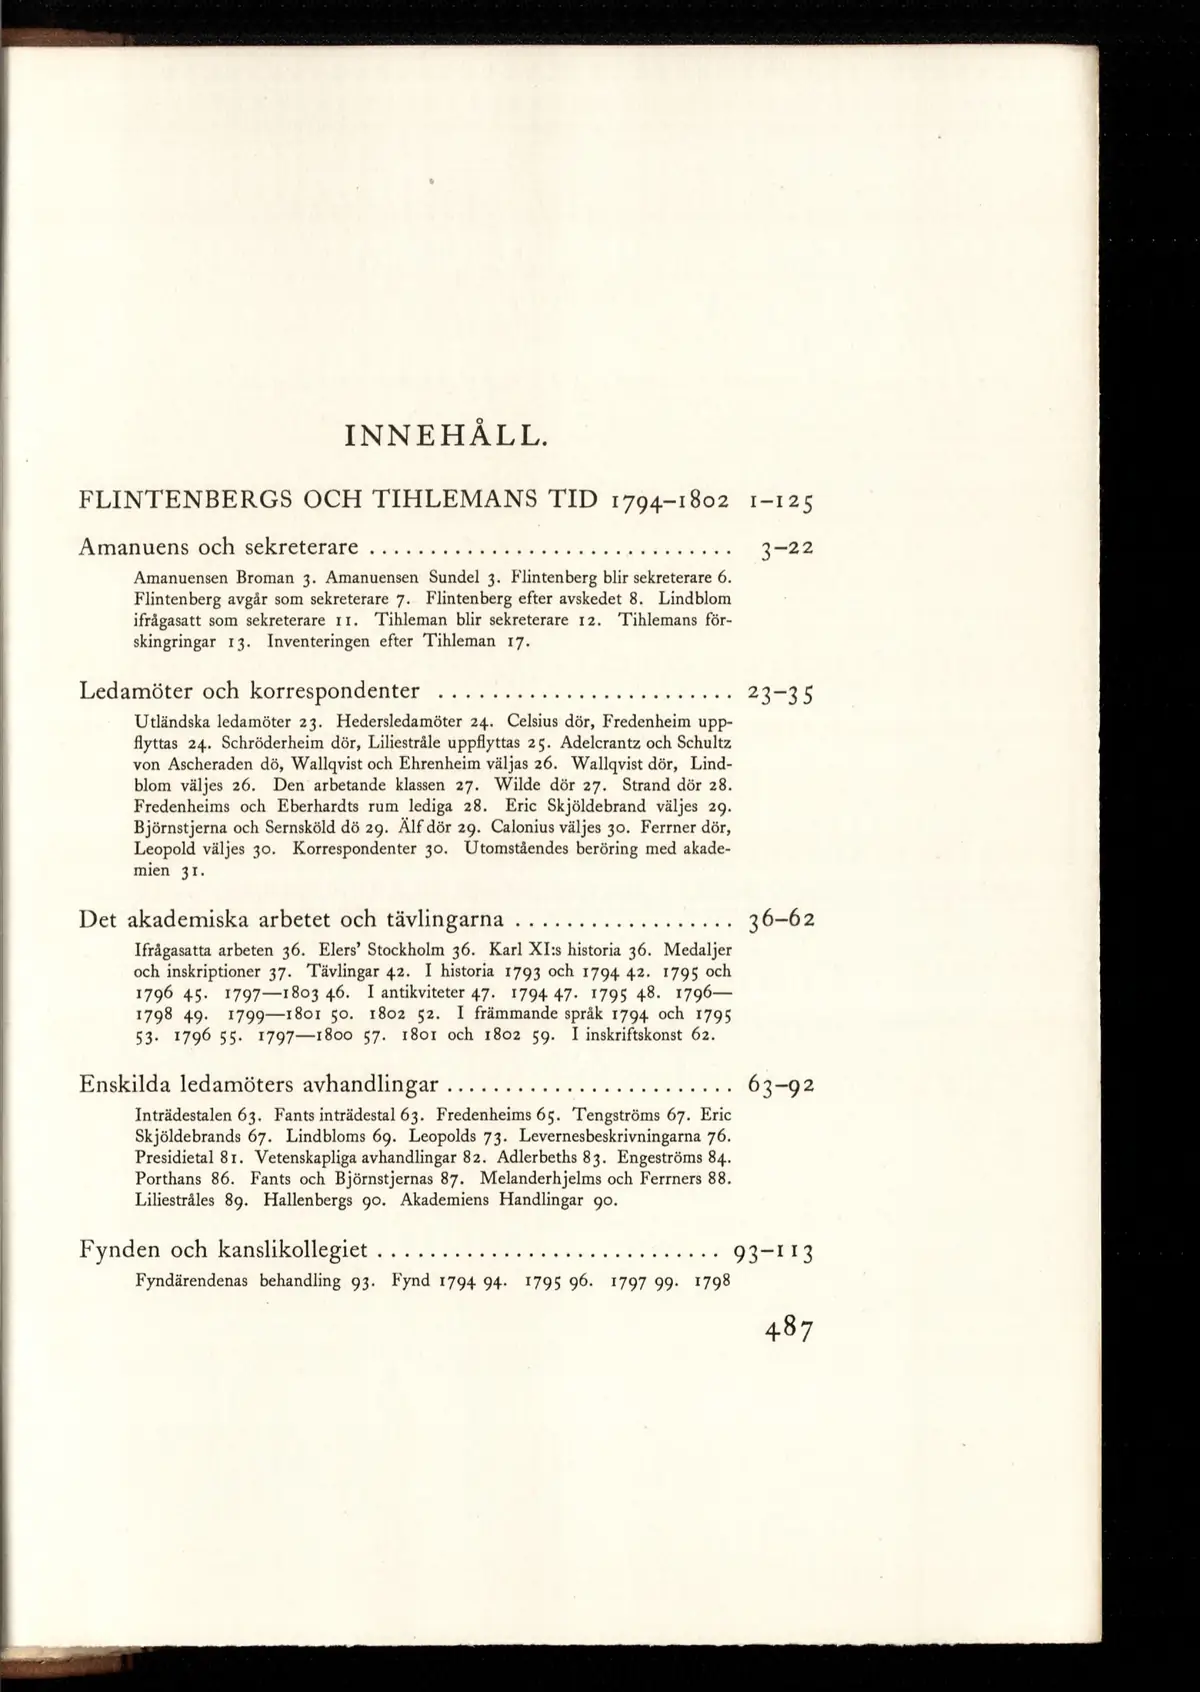 INNEHÅLL.
FLINTENBERGS OCH TIHLEMANS TID 1794–1802 1–125
Amanuens och sekreterare .............................. 3–22
Amanuensen Broman 3. Amanuensen Sundel 3. Flintenberg blir sekreterare 6.
Flintenberg avgår som sekreterare 7. Flintenberg efter avskedet 8. Lindblom
ifrågasatt som sekreterare 11. Tihleman blir sekreterare 12. Tihlemans för-
skingringar 13. Inventeringen efter Tihleman 17.
Ledamöter och korrespondenter ....................... 23–35
Utländska ledamöter 23. Hedersledamöter 24. Celsius dör, Fredenheim upp-
flyttas 24. Schröderheim dör, Liliestråle uppflyttas 25. Adelcrantz och Schultz
von Ascheraden dö, Wallqvist och Ehrenheim väljas 26. Wallqvist dör, Lind-
blom väljes 26. Den arbetande klassen 27. Wilde dör 27. Strand dör 28.
Fredenheims och Eberhardts rum lediga 28. Eric Skjöldebrand väljes 29.
Björnstjerna och Sernsköld dö 29. Älf dör 29. Calonius väljes 30. Ferrner dör,
Leopold väljes 30. Korrespondenter 30. Utomståendes beröring med akade-
mien 31.
Det akademiska arbetet och tävlingarna ................. 36–62
Ifrågasatta arbeten 36. Elers’ Stockholm 36. Karl XI:s historia 36. Medaljer
och inskriptioner 37. Tävlingar 42. I historia 1793 och 1794 42. 1795 och
1796 45. 1797—1803 46. I antikviteter 47. 1794 47. 1795 48. 1796—
1798 49. 1799—1801 50. 1802 52. I främmande språk 1794 och 1795
53. 1796 55. 1797—1800 57. 1801 och 1802 59. I inskriftskonst 62.
Enskilda ledamöters avhandlingar ...................... 63–92
Inträdestalen 63. Fants inträdestal 63. Fredenheims 65. Tengströms 67. Eric
Skjöldebrands 67. Lindbloms 69. Leopolds 73. Levernesbeskrivningarna 76.
Presidietal 81. Vetenskapliga avhandlingar 82. Adlerbeths 83. Engeströms 84.
Porthans 86. Fants och Björnstjernas 87. Melanderhjelms och Ferrners 88.
Liliestråles 89. Hallenbergs 90. Akademiens Handlingar 90.
Fynden och kanslikollegiet ........................... 93–113
Fyndärendenas behandling 93. Fynd 1794 94. 1795 96. 1797 99. 1798
487